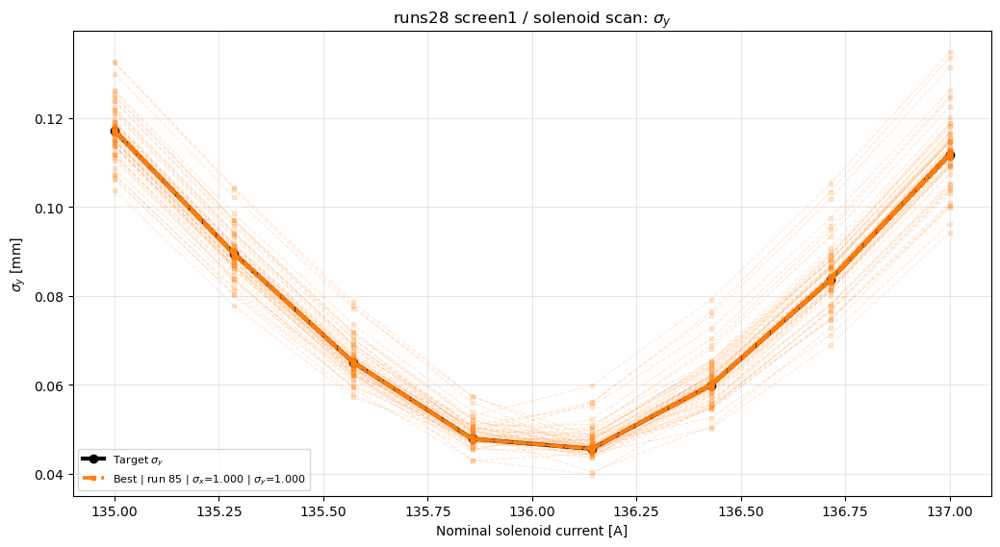 runs28 screen1 / solenoid scan: σy
0.12
0.10
0.08
0.06
0.04
σy [mm]
Target σy
Best | run 85 | σx=1.000 | σy=1.000
135.00 135.25 135.50 135.75 136.00 136.25 136.50 136.75 137.00
Nominal solenoid current [A]